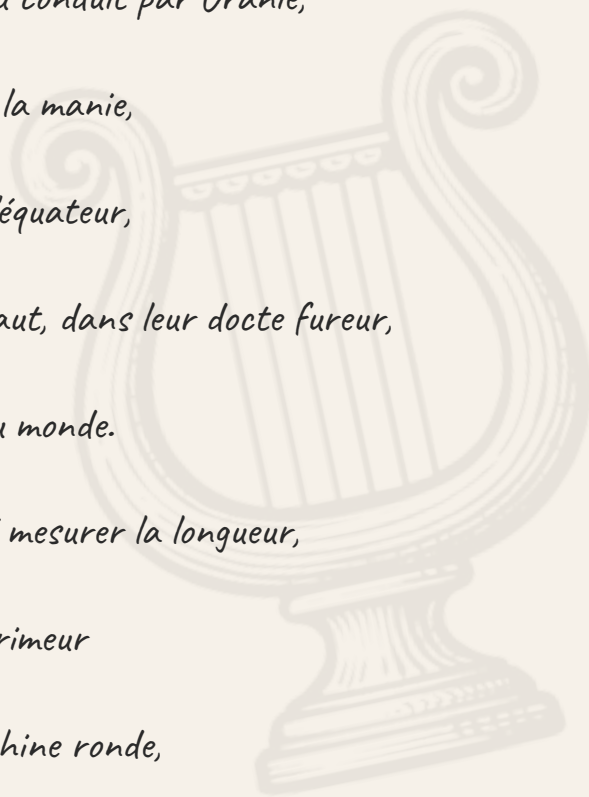 conduit par Uranie,
la manie,
équateur,
aut, dans leur docte fureur,
monde.
mesurer la longueur,
rimeur
hine ronde,